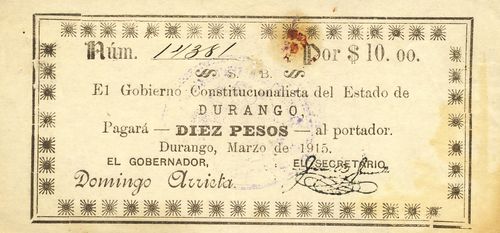 Núm. 14381 Por $ 10.00.
$ S. B. $
El Gobierno Constitucionalista del Estado de
DURANGO
Pagará — DIEZ PESOS — al portador.
Durango, Marzo de 1915.
EL GOBERNADOR, EL SECRETARIO
Domingo Arrieta.